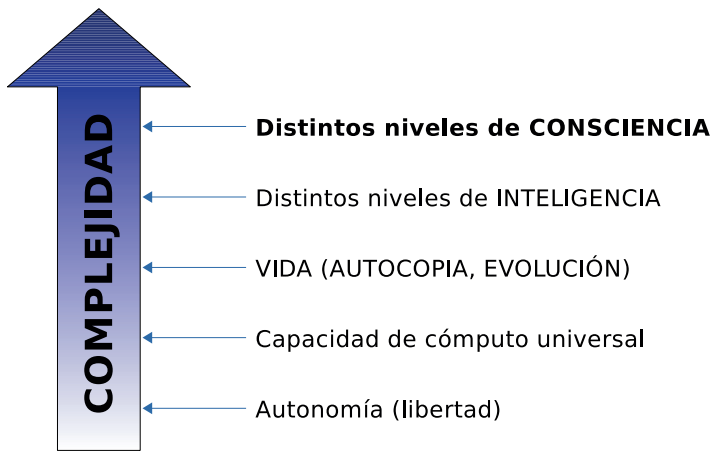 COMPLEJIDAD
Distintos niveles de CONSCIENCIA
Distintos niveles de INTELIGENCIA
VIDA (AUTOCOPIA, EVOLUCIÓN)
Capacidad de cómputo universal
Autonomía (libertad)